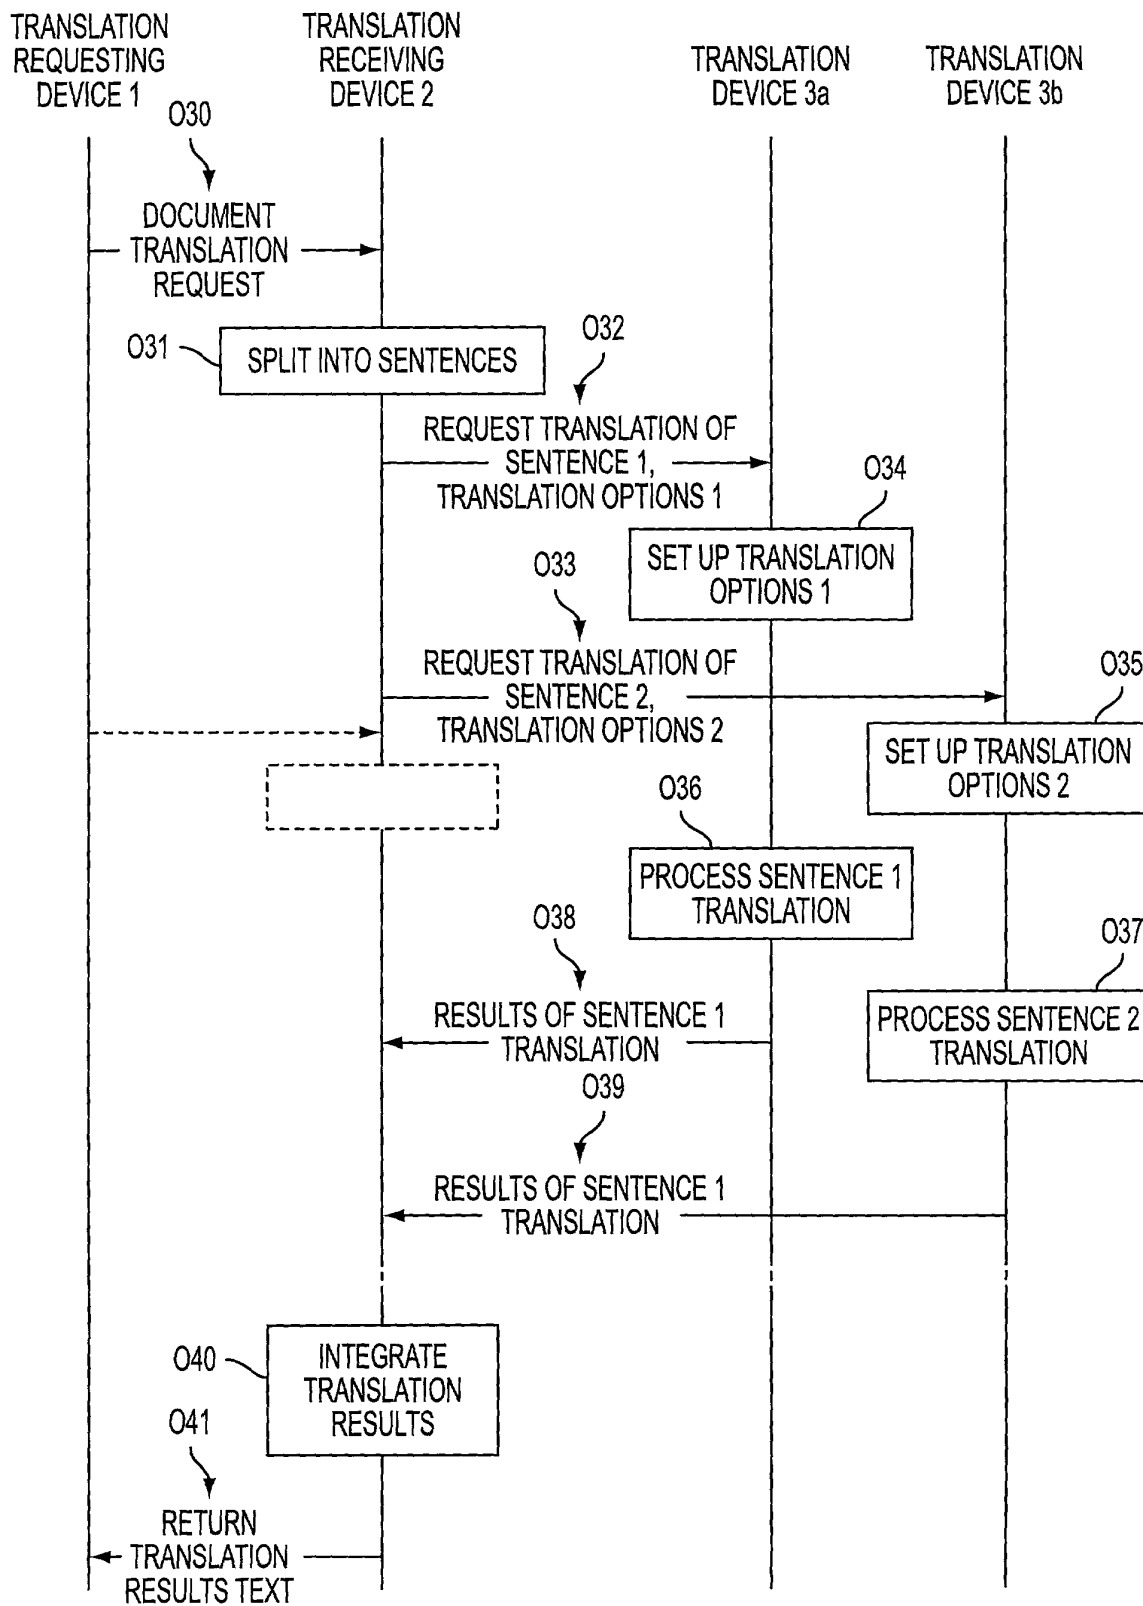 TRANSLATION
REQUESTING
DEVICE 1
TRANSLATION
RECEIVING
DEVICE 2
TRANSLATION
DEVICE 3a
TRANSLATION
DEVICE 3b
O30
DOCUMENT
TRANSLATION
REQUEST
O31
SPLIT INTO SENTENCES
O32
REQUEST TRANSLATION OF
SENTENCE 1,
TRANSLATION OPTIONS 1
O34
SET UP TRANSLATION
OPTIONS 1
O33
REQUEST TRANSLATION OF
SENTENCE 2,
TRANSLATION OPTIONS 2
O35
SET UP TRANSLATION
OPTIONS 2
O36
PROCESS SENTENCE 1
TRANSLATION
O38
RESULTS OF SENTENCE 1
TRANSLATION
O37
PROCESS SENTENCE 2
TRANSLATION
O39
RESULTS OF SENTENCE 1
TRANSLATION
O40
INTEGRATE
TRANSLATION
RESULTS
O41
RETURN
TRANSLATION
RESULTS TEXT